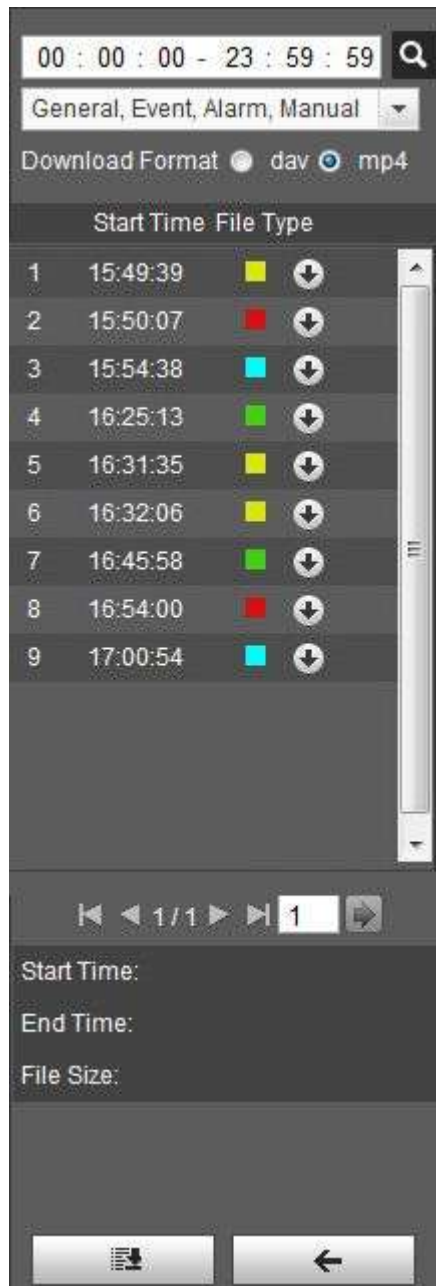 00 : 00 : 00 - 23 : 59 : 59
General, Event, Alarm, Manual
Download Format dav mp4
Start Time File Type
1 15:49:39
2 15:50:07
3 15:54:38
4 16:25:13
5 16:31:35
6 16:32:06
7 16:45:58
8 16:54:00
9 17:00:54
1/1 1
Start Time:
End Time:
File Size: